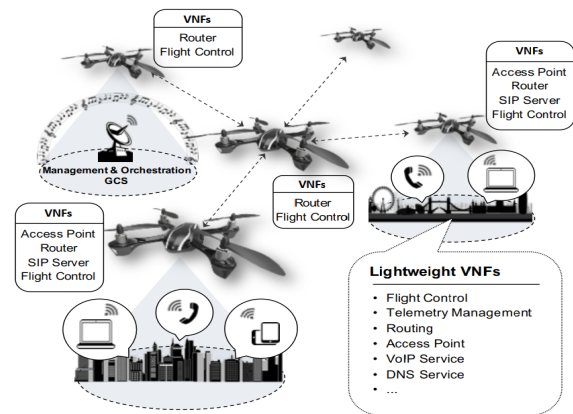 VNFs
Router
Flight Control
VNFs
Access Point
Router
SIP Server
Flight Control
Management & Orchestration
GCS
VNFs
Router
Flight Control
VNFs
Access Point
Router
SIP Server
Flight Control
Lightweight VNFs
• Flight Control
• Telemetry Management
• Routing
• Access Point
• VoIP Service
• DNS Service
• ...